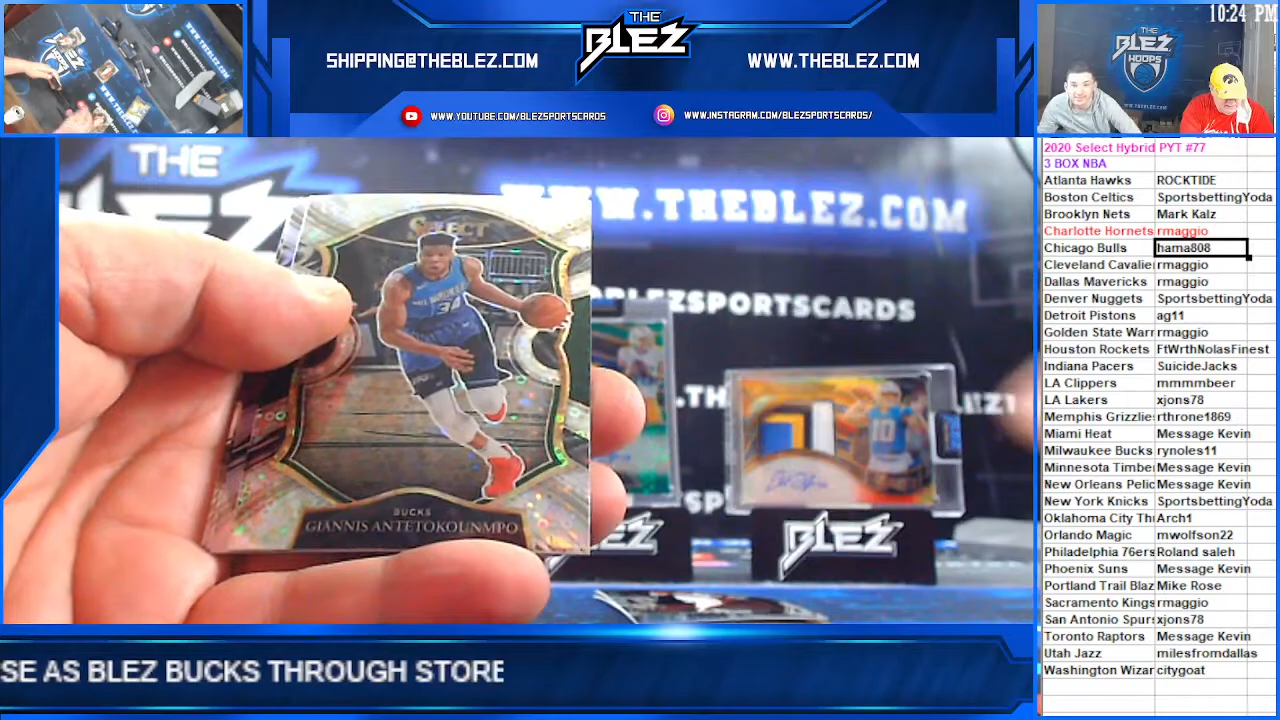 THE
BLEZ
SHIPPING@THEBLEZ.COM
WWW.THEBLEZ.COM
WWW.YOUTUBE.COM/BLEZSPORTSCARDS
WWW.INSTAGRAM.COM/BLEZSPORTSCARDS/
10:24 PM
THE
BLEZ
HOOPS
THE
WWW.THEBLEZ.COM
BLEZSPORTSCARDS
SELECT
MILWAUKEE
34
BUCKS
GIANNIS ANTETOKOUNMPO
10
BLEZ
SE AS BLEZ BUCKS THROUGH STORE
2020 Select Hybrid PYT #77
3 BOX NBA
Atlanta Hawks ROCKTIDE
Boston Celtics SportsbettingYoda
Brooklyn Nets Mark Kalz
Charlotte Hornets rmaggio
Chicago Bulls hama808
Cleveland Cavalie rmaggio
Dallas Mavericks rmaggio
Denver Nuggets SportsbettingYoda
Detroit Pistons ag11
Golden State Warr rmaggio
Houston Rockets FtWrthNolasFinest
Indiana Pacers SuicideJacks
LA Clippers mmmmbeer
LA Lakers xjons78
Memphis Grizzlie rthrone1869
Miami Heat Message Kevin
Milwaukee Bucks rynoles11
Minnesota Timbe Message Kevin
New Orleans Pelic Message Kevin
New York Knicks SportsbettingYoda
Oklahoma City Th Arch1
Orlando Magic mwolfson22
Philadelphia 76ers Roland saleh
Phoenix Suns Message Kevin
Portland Trail Blaz Mike Rose
Sacramento Kings rmaggio
San Antonio Spurs xjons78
Toronto Raptors Message Kevin
Utah Jazz milesfromdallas
Washington Wizar citygoat